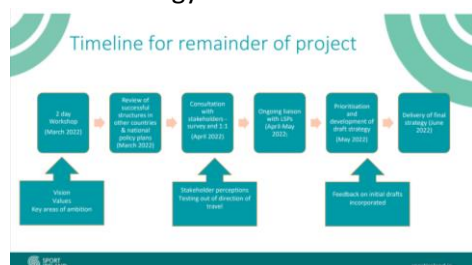 Timeline for remainder of project
2 day
Workshop
(March 2022)
Review of
successful
structures in
other countries
& national
policy plans
(March 2022)
Consultation
with
stakeholders -
survey and 1:1
(April 2022)
Ongoing liaison
with LSPs
(April-May
2022)
Prioritisation
and
development of
draft strategy
(May 2022)
Delivery of final
strategy (June
2022)
Vision
Values
Key areas of ambition
Stakeholder perceptions
Testing out of direction of
travel
Feedback on initial drafts
incorporated
SPORT